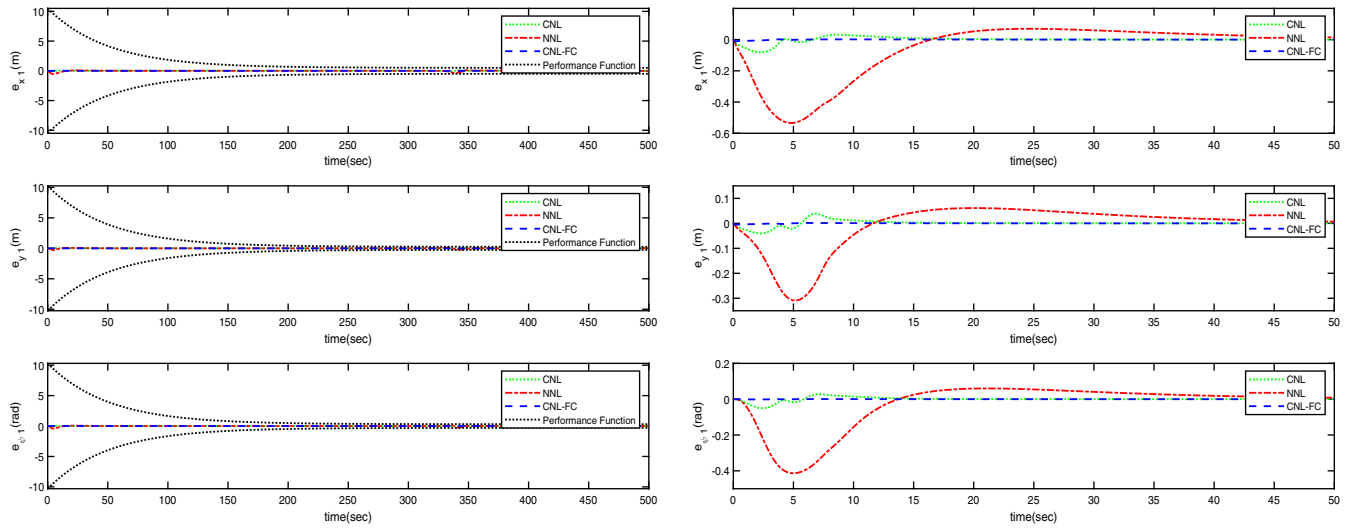 10
5
0
-5
-10
e x 1 (m)
CNL
NNL
CNL-FC
Performance Function
0 50 100 150 200 250 300 350 400 450 500
time(sec)
0
-0.2
-0.4
-0.6
e x 1 (m)
CNL
NNL
CNL-FC
0 5 10 15 20 25 30 35 40 45 50
time(sec)
10
5
0
-5
-10
e y 1 (m)
CNL
NNL
CNL-FC
Performance Function
0 50 100 150 200 250 300 350 400 450 500
time(sec)
0.1
0
-0.1
-0.2
-0.3
e y 1 (m)
CNL
NNL
CNL-FC
0 5 10 15 20 25 30 35 40 45 50
time(sec)
10
5
0
-5
-10
e ψ 1 (rad)
CNL
NNL
CNL-FC
Performance Function
0 50 100 150 200 250 300 350 400 450 500
time(sec)
0.2
0
-0.2
-0.4
e ψ 1 (rad)
CNL
NNL
CNL-FC
0 5 10 15 20 25 30 35 40 45 50
time(sec)